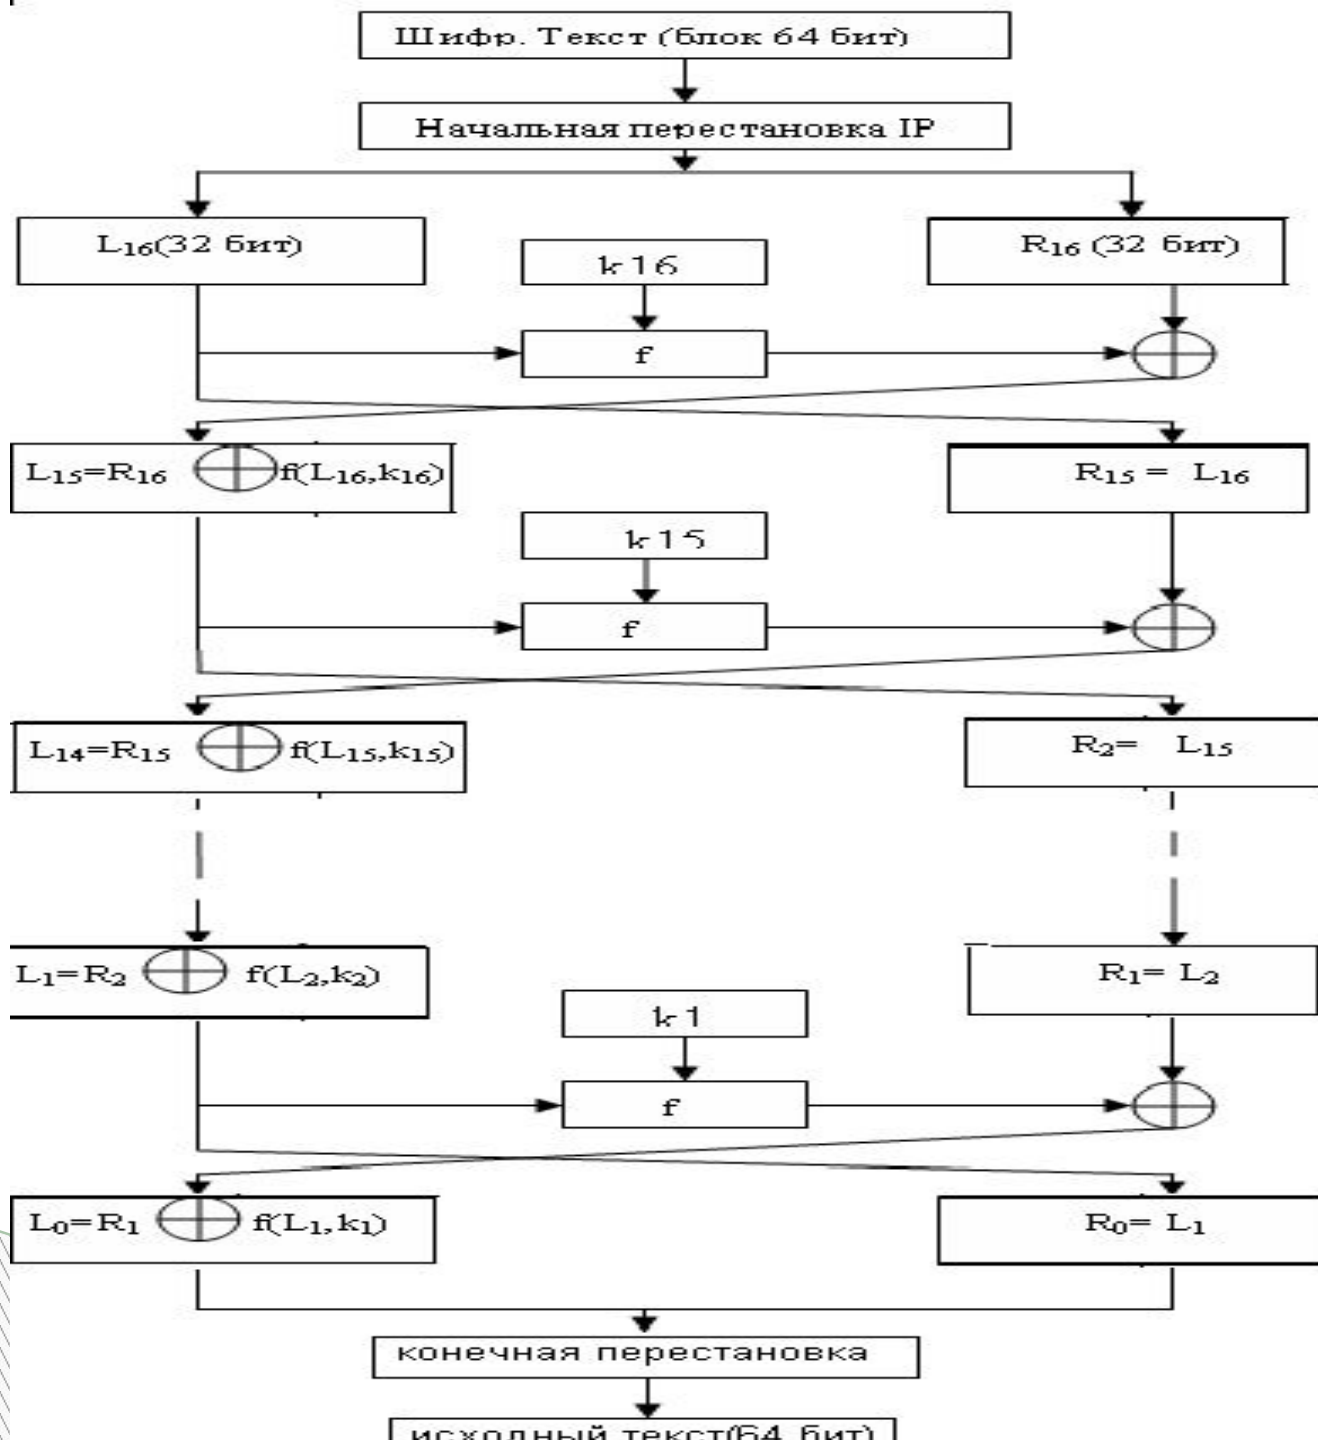 Шифр. Текст (блок 64 бит)
Начальная перестановка IP
L₁₆(32 бит)
k16
R₁₆ (32 бит)
f
L₁₅=R₁₆ ⊕ f(L₁₆,k₁₆)
R₁₅ = L₁₆
k15
f
L₁₄=R₁₅ ⊕ f(L₁₅,k₁₅)
R₂= L₁₅
L₁=R₂ ⊕ f(L₂,k₂)
R₁= L₂
k1
f
L₀=R₁ ⊕ f(L₁,k₁)
R₀= L₁
конечная перестановка
исходный текст(64 бит)